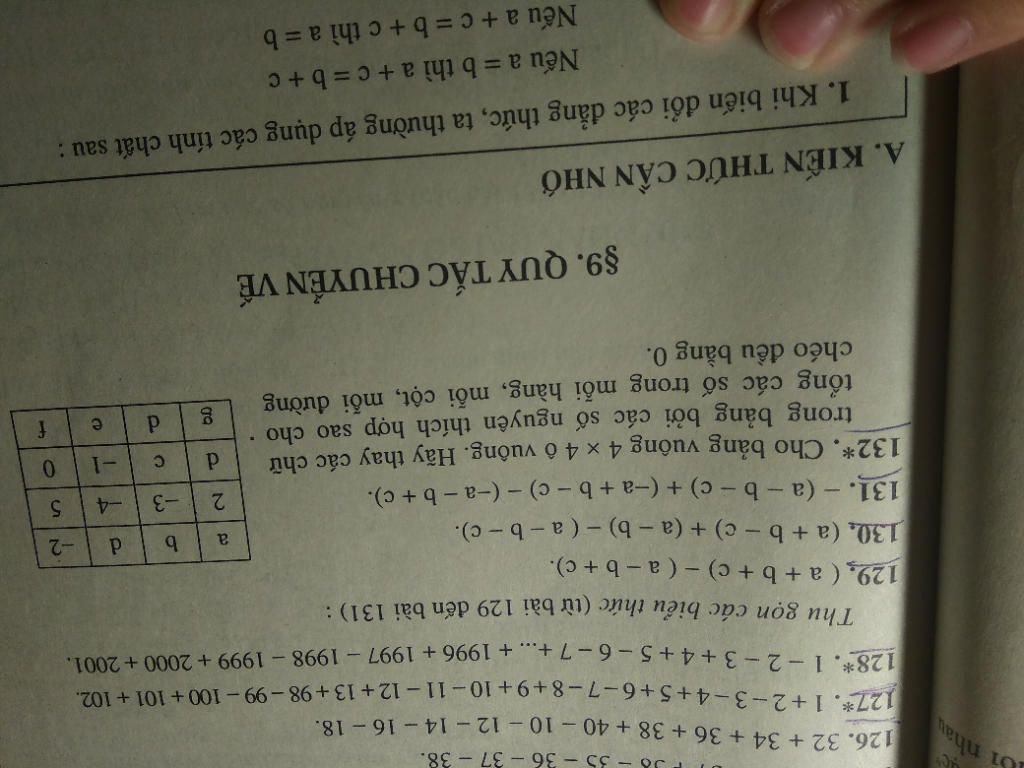 + 38 – 35 – 36 – 37 – 38.
126. 32 + 34 + 36 + 38 + 40 – 10 – 12 – 14 – 16 – 18.
127*. 1 + 2 – 3 – 4 + 5 + 6 – 7 – 8 + 9 + 10 – 11 – 12 + 13 + 98 – 99 – 100 + 101 + 102.
128*. 1 – 2 – 3 + 4 + 5 – 6 – 7 +... + 1996 + 1997 – 1998 – 1999 + 2000 + 2001.
Thu gọn các biểu thức (từ bài 129 đến bài 131) :
129. ( a + b + c) – ( a – b + c).
130. (a + b – c) + (a – b) – ( a – b – c).
131. – (a – b – c) + (–a + b – c) – (–a – b + c).
132*. Cho bảng vuông 4 × 4 ô vuông. Hãy thay các chữ
trong bảng bởi các số nguyên thích hợp sao cho
tổng các số trong mỗi hàng, mỗi cột, mỗi đường
chéo đều bằng 0.
a b d –2
2 –3 –4 5
d c –1 0
g d e f
§9. QUY TẮC CHUYỂN VẾ
A. KIẾN THỨC CẦN NHỚ
1. Khi biến đổi các đẳng thức, ta thường áp dụng các tính chất sau :
Nếu a = b thì a + c = b + c
Nếu a + c = b + c thì a = b
nhau